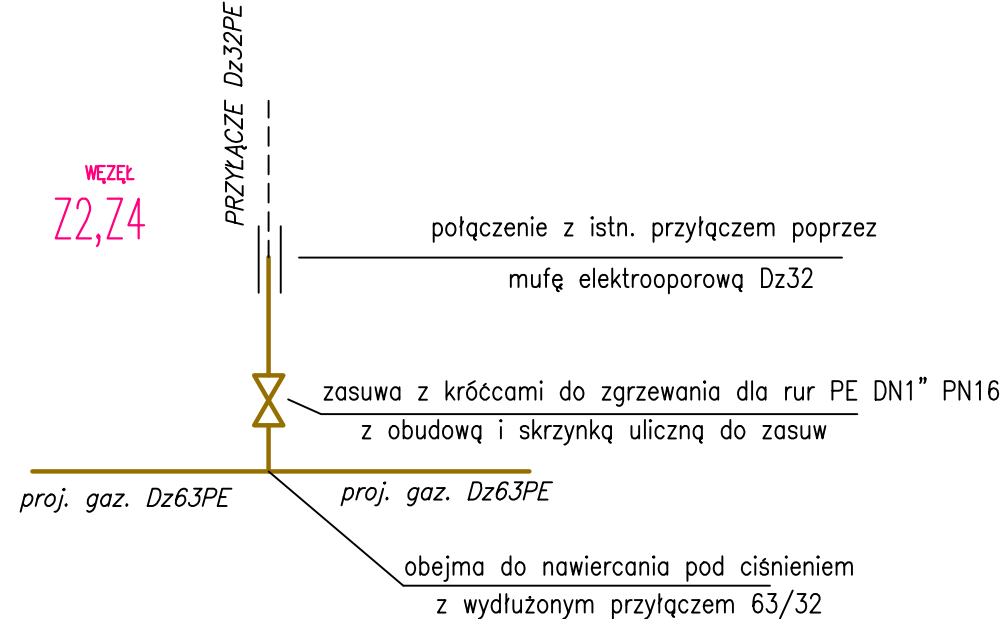 PRZYŁĄCZE Dz32PE
WĘZĘŁ
Z2,Z4
połączenie z istn. przyłączem poprzez
mufę elektrooporową Dz32
zasuwa z króćcami do zgrzewania dla rur PE DN1” PN16
z obudową i skrzynką uliczną do zasuw
proj. gaz. Dz63PE
proj. gaz. Dz63PE
obejma do nawiercania pod ciśnieniem
z wydłużonym przyłączem 63/32